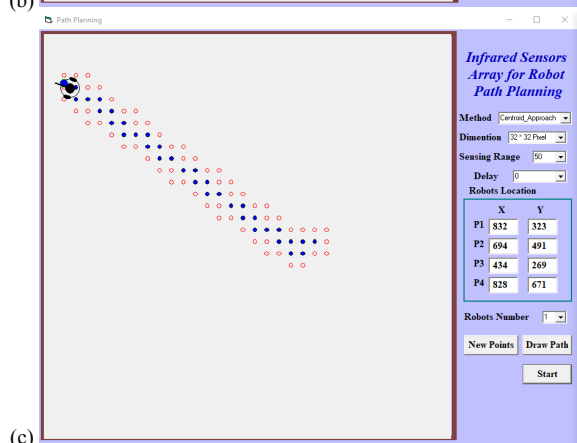 (b)
Path Planning
Infrared Sensors
Array for Robot
Path Planning
Method Centroid_Approach
Dimention 32 * 32 Pixel
Sensing Range 50
Delay 0
Robots Location
X Y
P1 832 323
P2 694 491
P3 434 269
P4 828 671
Robots Number 1
New Points Draw Path
Start
(c)